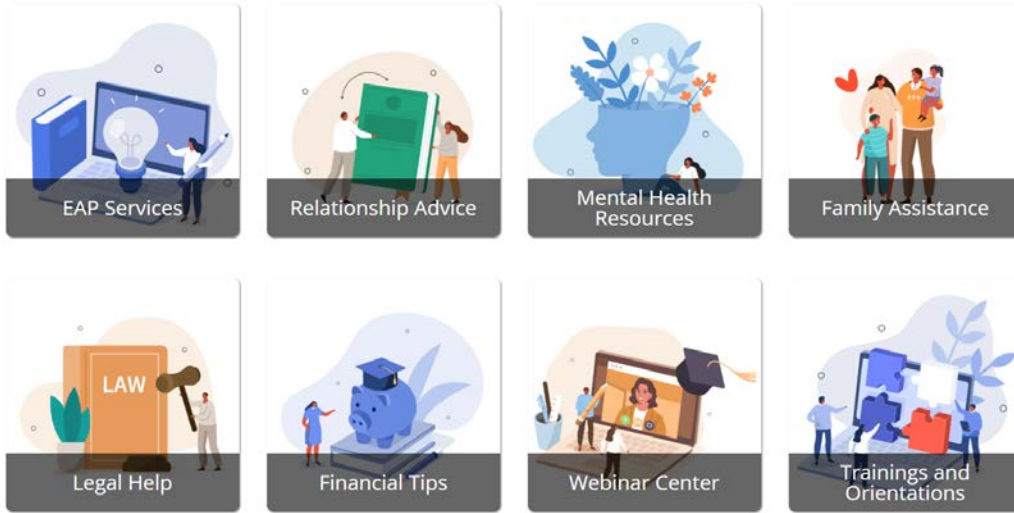 EAP Services
Relationship Advice
Mental Health
Resources
Family Assistance
LAW
Legal Help
Financial Tips
Webinar Center
Trainings and
Orientations